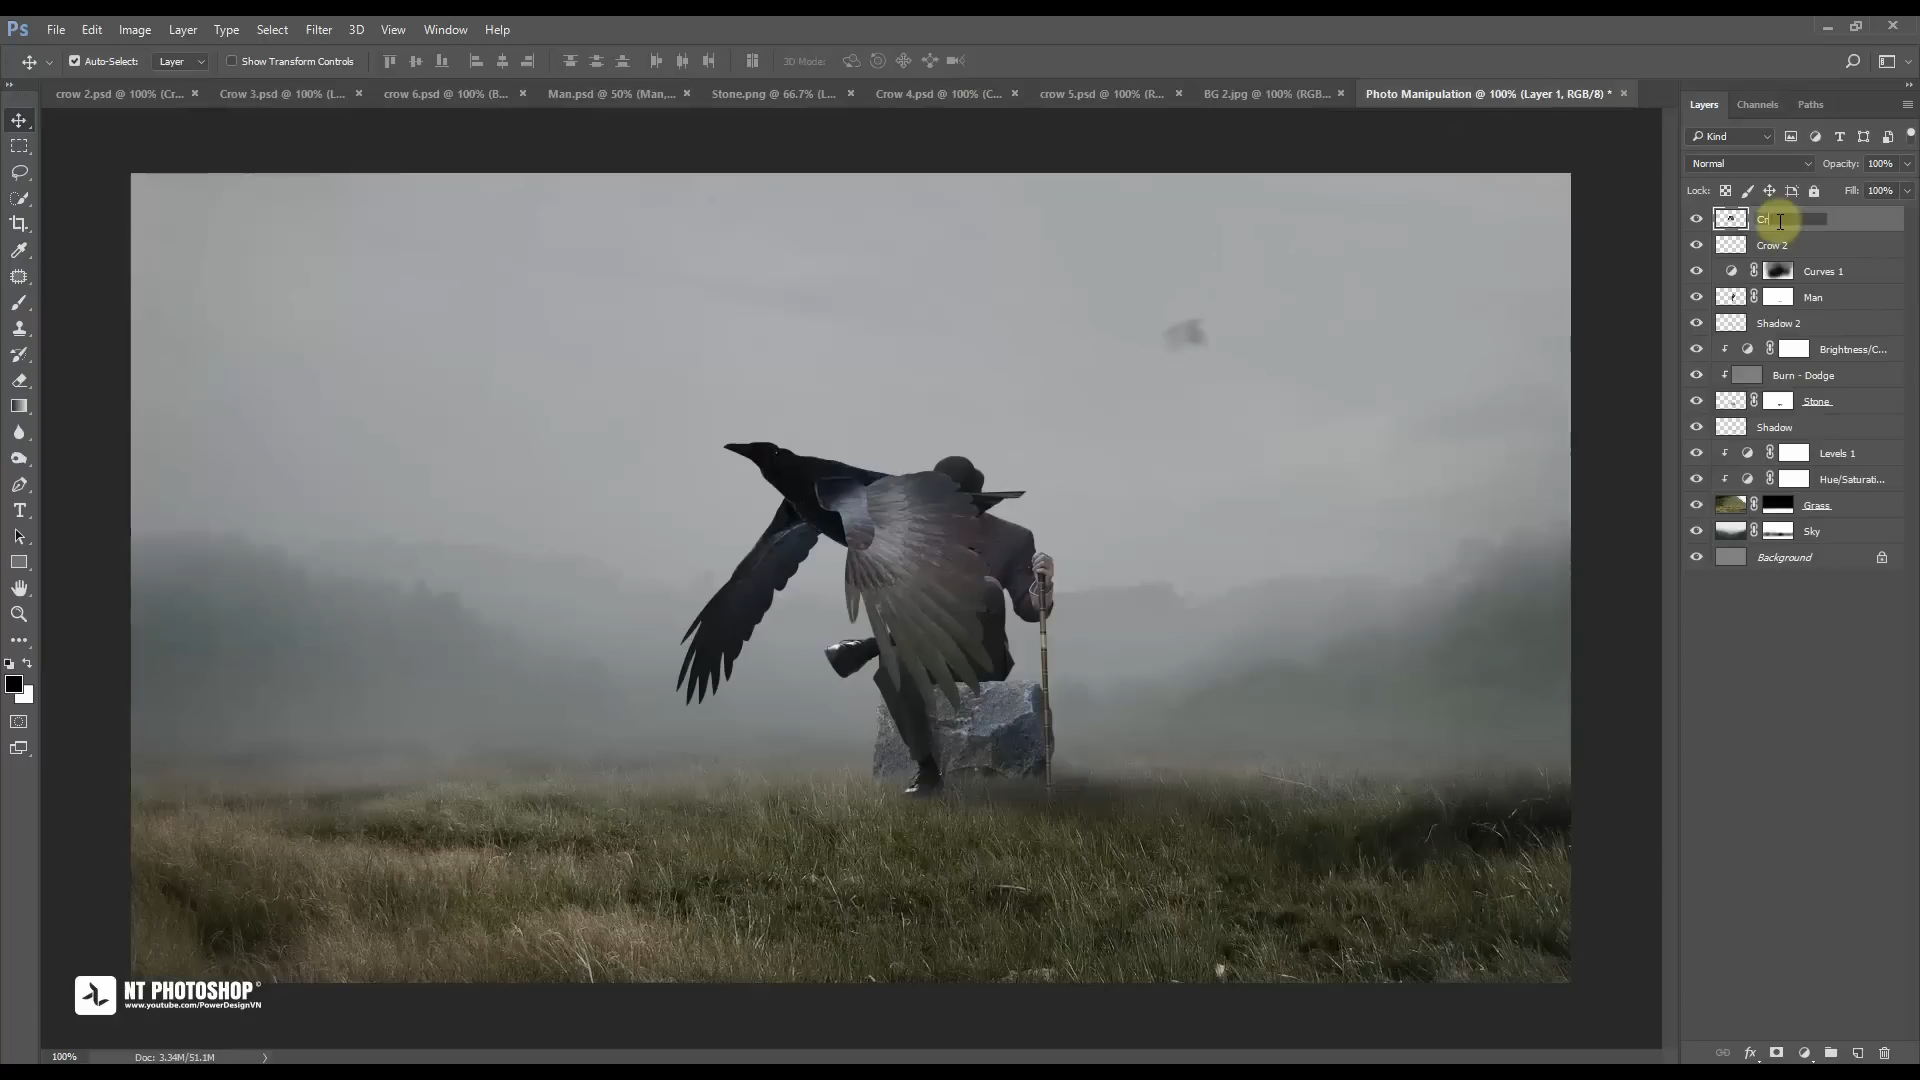 Ps File Edit Image Layer Type Select Filter 3D View Window Help
Auto-Select: Layer Show Transform Controls 3D Mode:
crow 2.psd @ 100% (Cr... × Crow 3.psd @ 100% (L... × crow 6.psd @ 100% (B... × Man.psd @ 50% (Man,... × Stone.png @ 66.7% (L... × Crow 4.psd @ 100% (C... × crow 5.psd @ 100% (R... × BG 2.jpg @ 100% (RGB... × Photo Manipulation @ 100% (Layer 1, RGB/8) * ×
Layers Channels Paths
Kind
Normal Opacity: 100%
Lock: Fill: 100%
Cr
Crow 2
Curves 1
Man
Shadow 2
Brightness/C...
Burn - Dodge
Stone
Shadow
Levels 1
Hue/Saturati...
Grass
Sky
Background
NT PHOTOSHOP©
www.youtube.com/PowerDesignVN
100% Doc: 3.34M/51.1M
fx